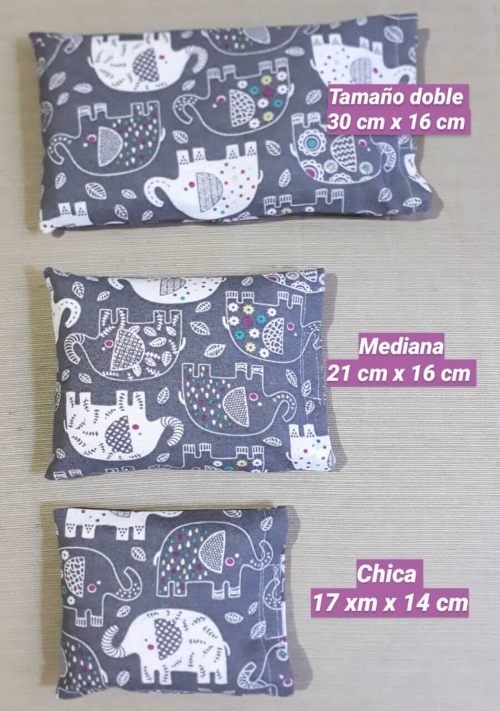 Tamaño doble
30 cm x 16 cm
Mediana
21 cm x 16 cm
Chica
17 xm x 14 cm